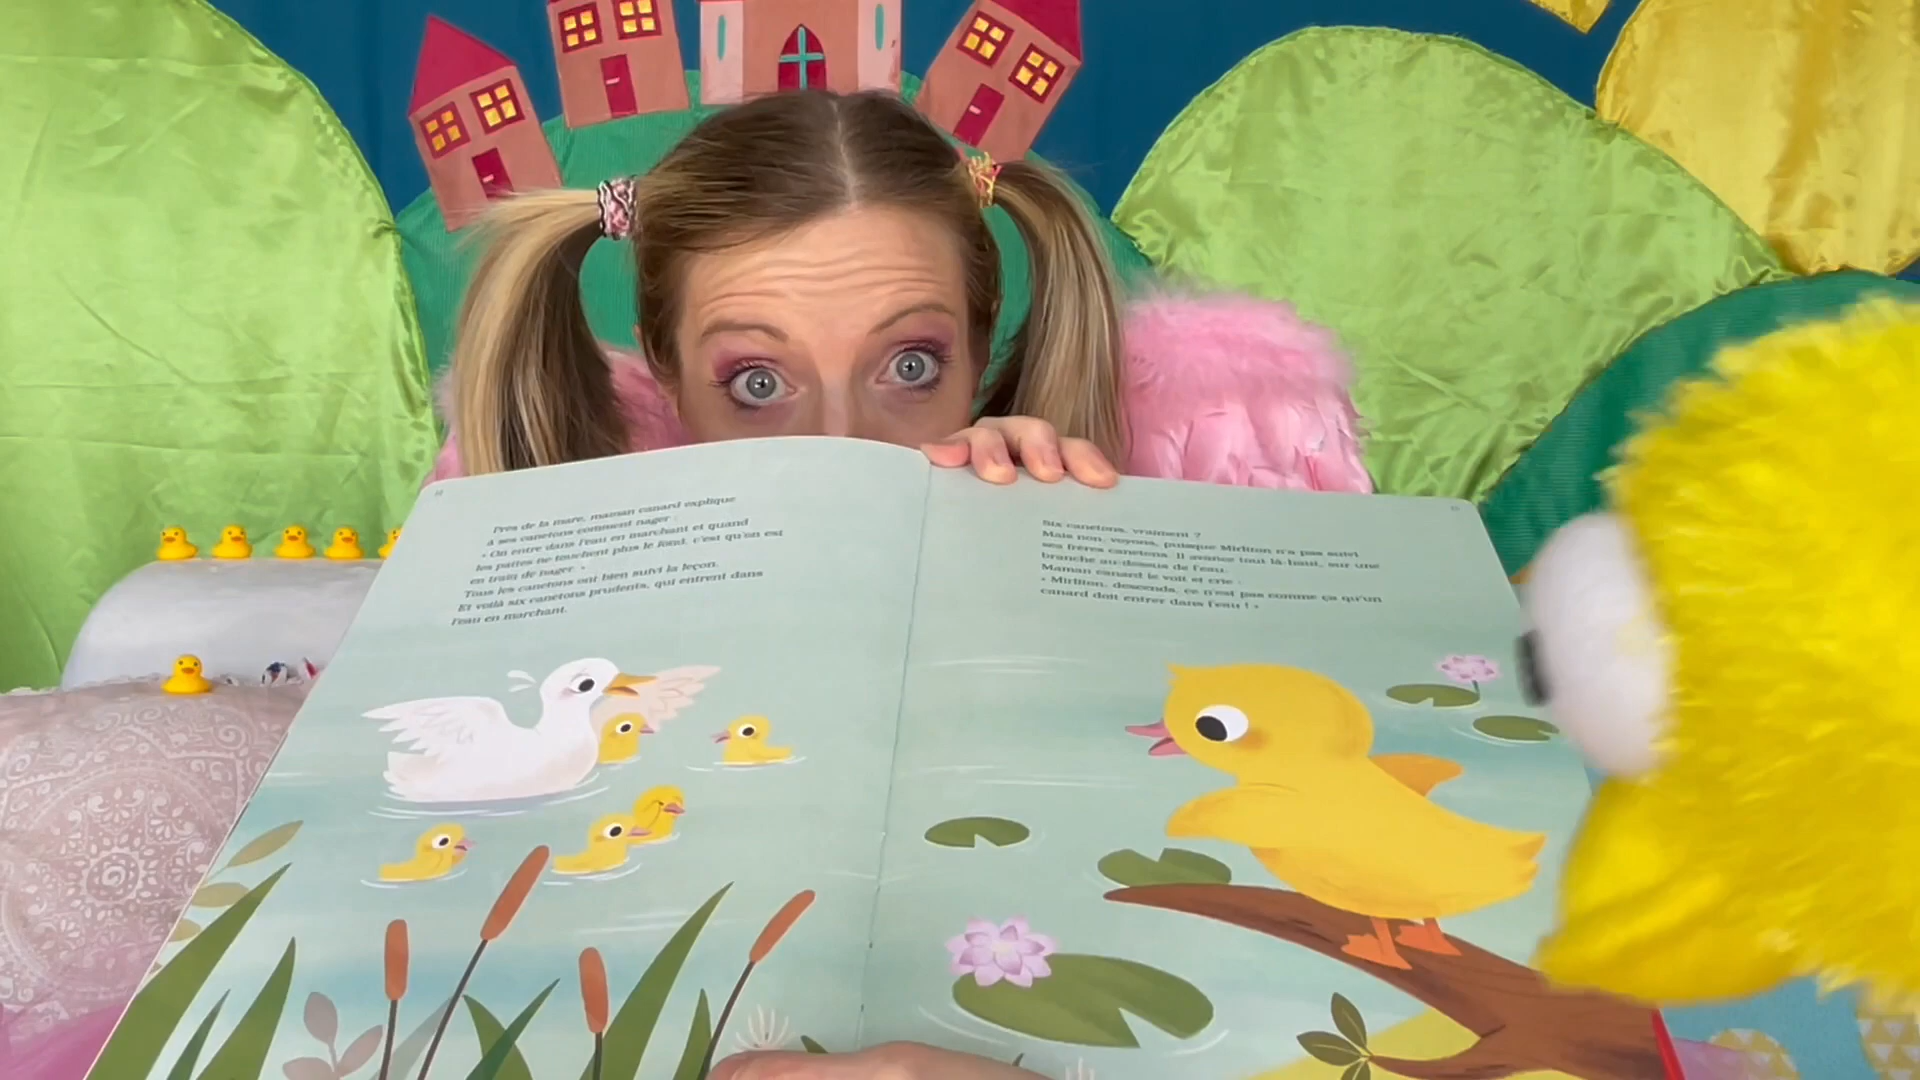 Près de la mare, maman canard explique
à ses canetons comment nager :
« On entre dans l'eau en marchant et quand
les pattes ne touchent plus le fond, c'est qu'on est
en train de nager. »
Tous les canetons ont bien suivi la leçon.
Et voilà six canetons prudents, qui entrent dans
l'eau en marchant.
Six canetons, vraiment ?
Mais non, voyons, puisque Mirliton n'a pas suivi
ses frères canetons. Il avance tout là-haut, sur une
branche au-dessus de l'eau.
Maman canard le voit et crie :
« Mirliton, descends, ce n'est pas comme ça qu'un
canard doit entrer dans l'eau ! »